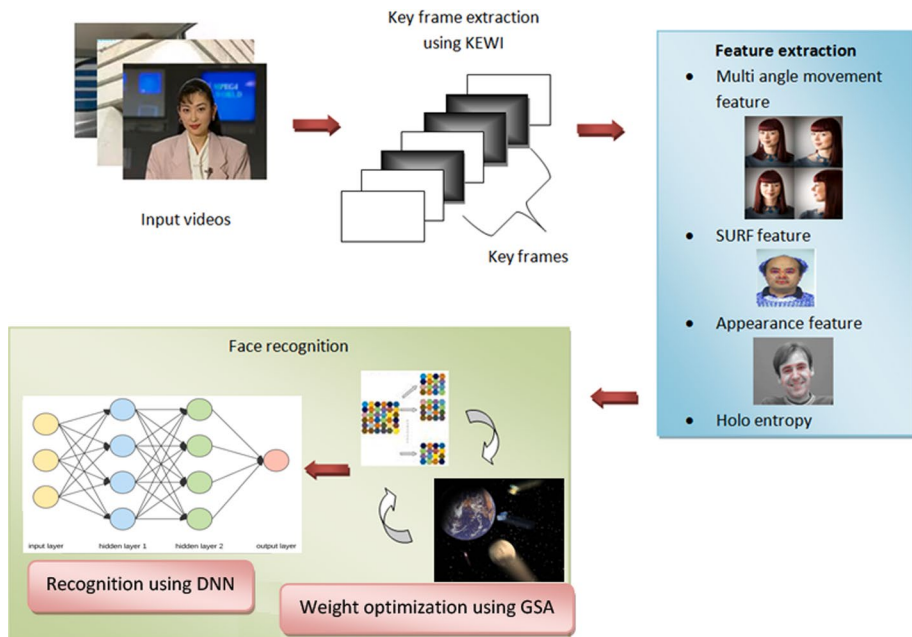 Key frame extraction
using KEWI
Input videos
Key frames
Feature extraction
• Multi angle movement
feature
• SURF feature
• Appearance feature
• Holo entropy
Face recognition
input layer
hidden layer 1
hidden layer 2
output layer
Recognition using DNN
Weight optimization using GSA